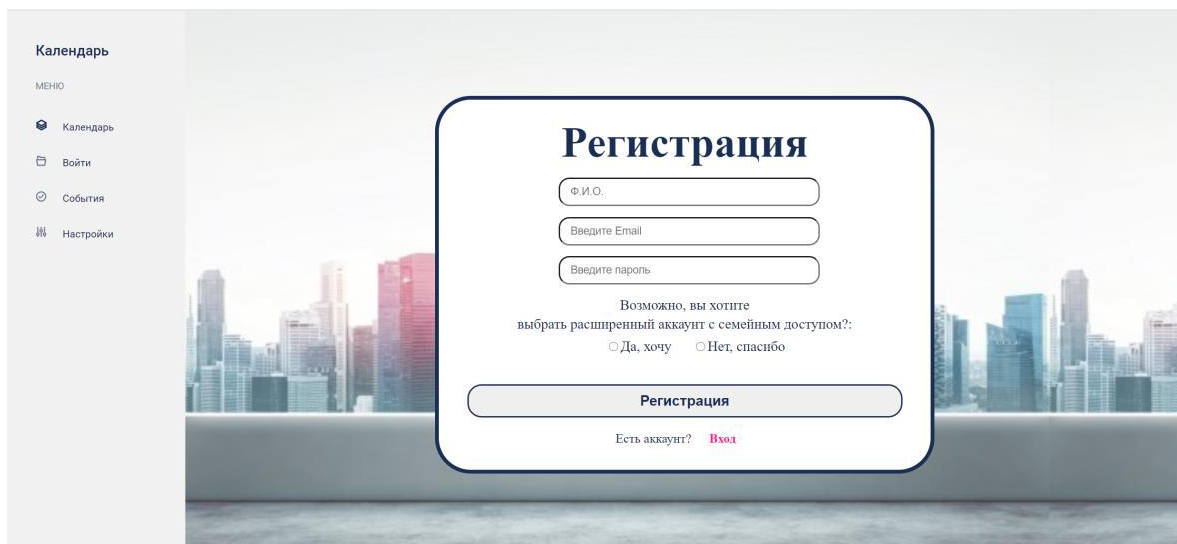 Календарь
МЕНЮ
Календарь
Войти
События
Настройки
Регистрация
Ф.И.О.
Введите Email
Введите пароль
Возможно, вы хотите
выбрать расширенный аккаунт с семейным доступом?:
Да, хочу Нет, спасибо
Регистрация
Есть аккаунт? Вход